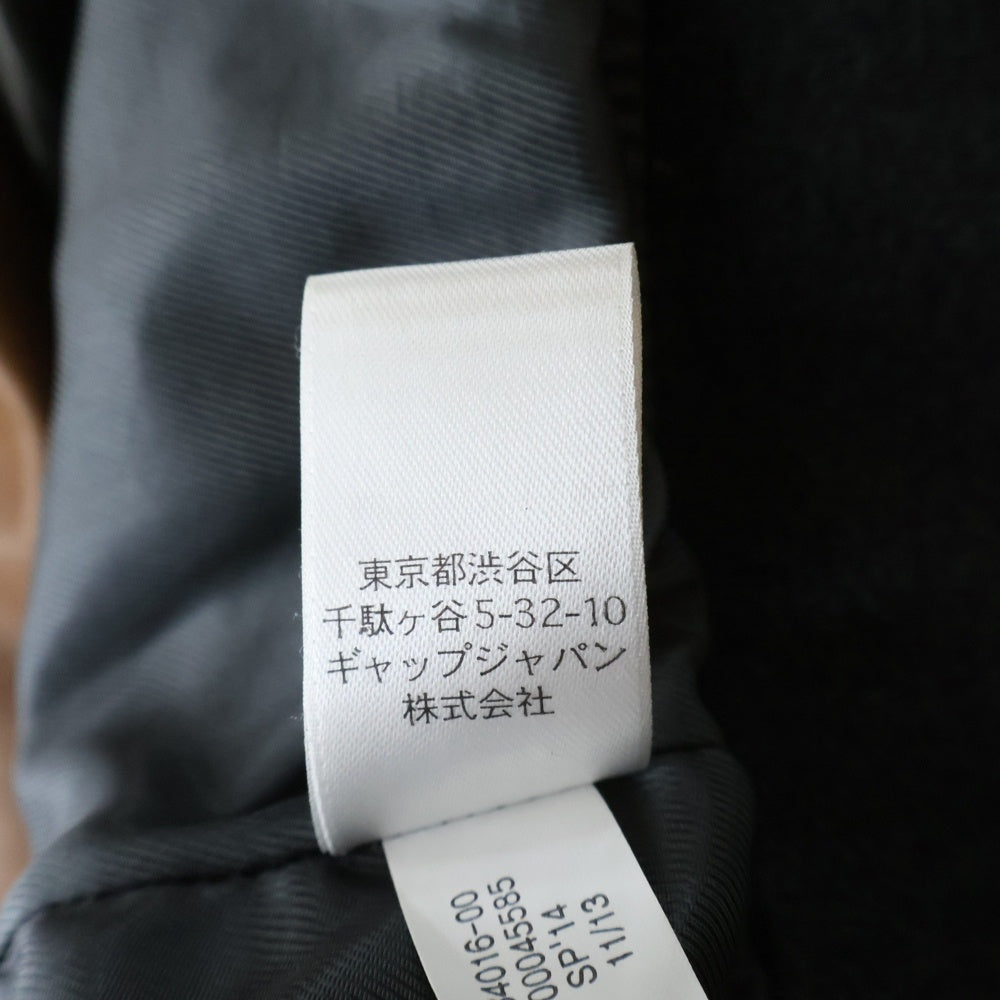 東京都渋谷区
千駄ヶ谷5-32-10
ギャップジャパン
株式会社
4016-00
00045585
SP'14
11/13